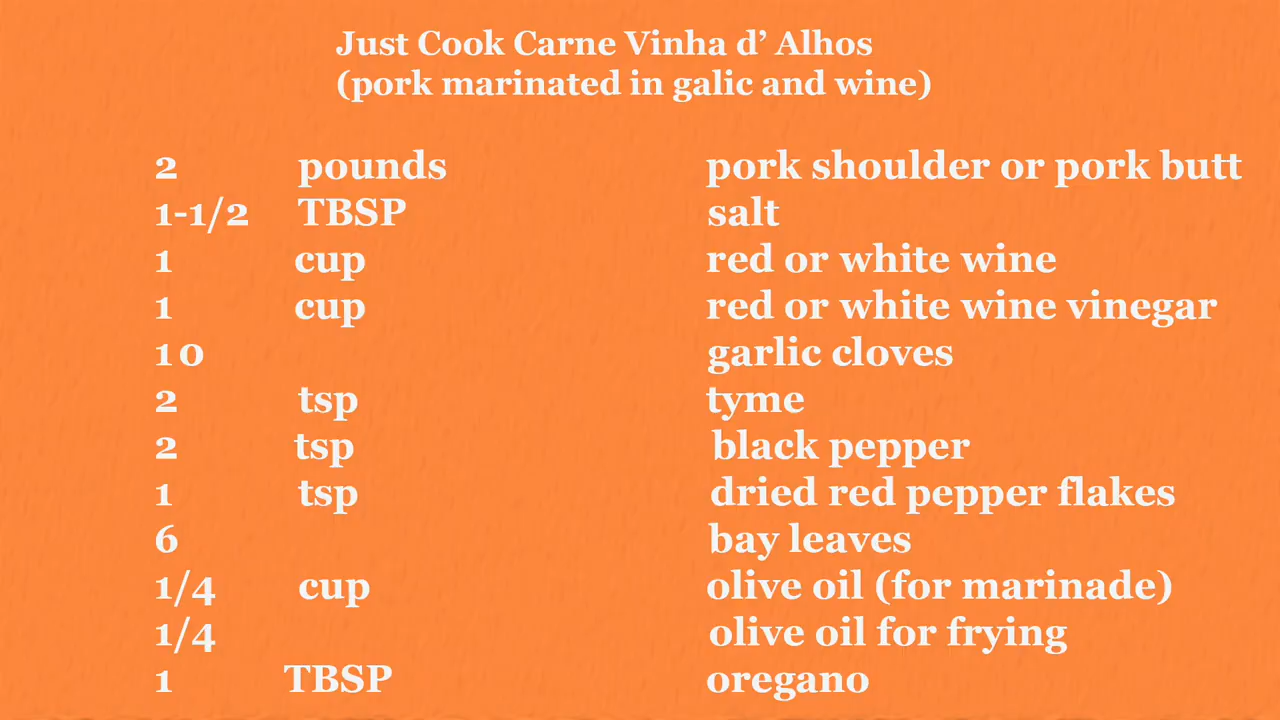 Just Cook Carne Vinha d’ Alhos
(pork marinated in galic and wine)
2 pounds pork shoulder or pork butt
1-1/2 TBSP salt
1 cup red or white wine
1 cup red or white wine vinegar
10 garlic cloves
2 tsp tyme
2 tsp black pepper
1 tsp dried red pepper flakes
6 bay leaves
1/4 cup olive oil (for marinade)
1/4 olive oil for frying
1 TBSP oregano